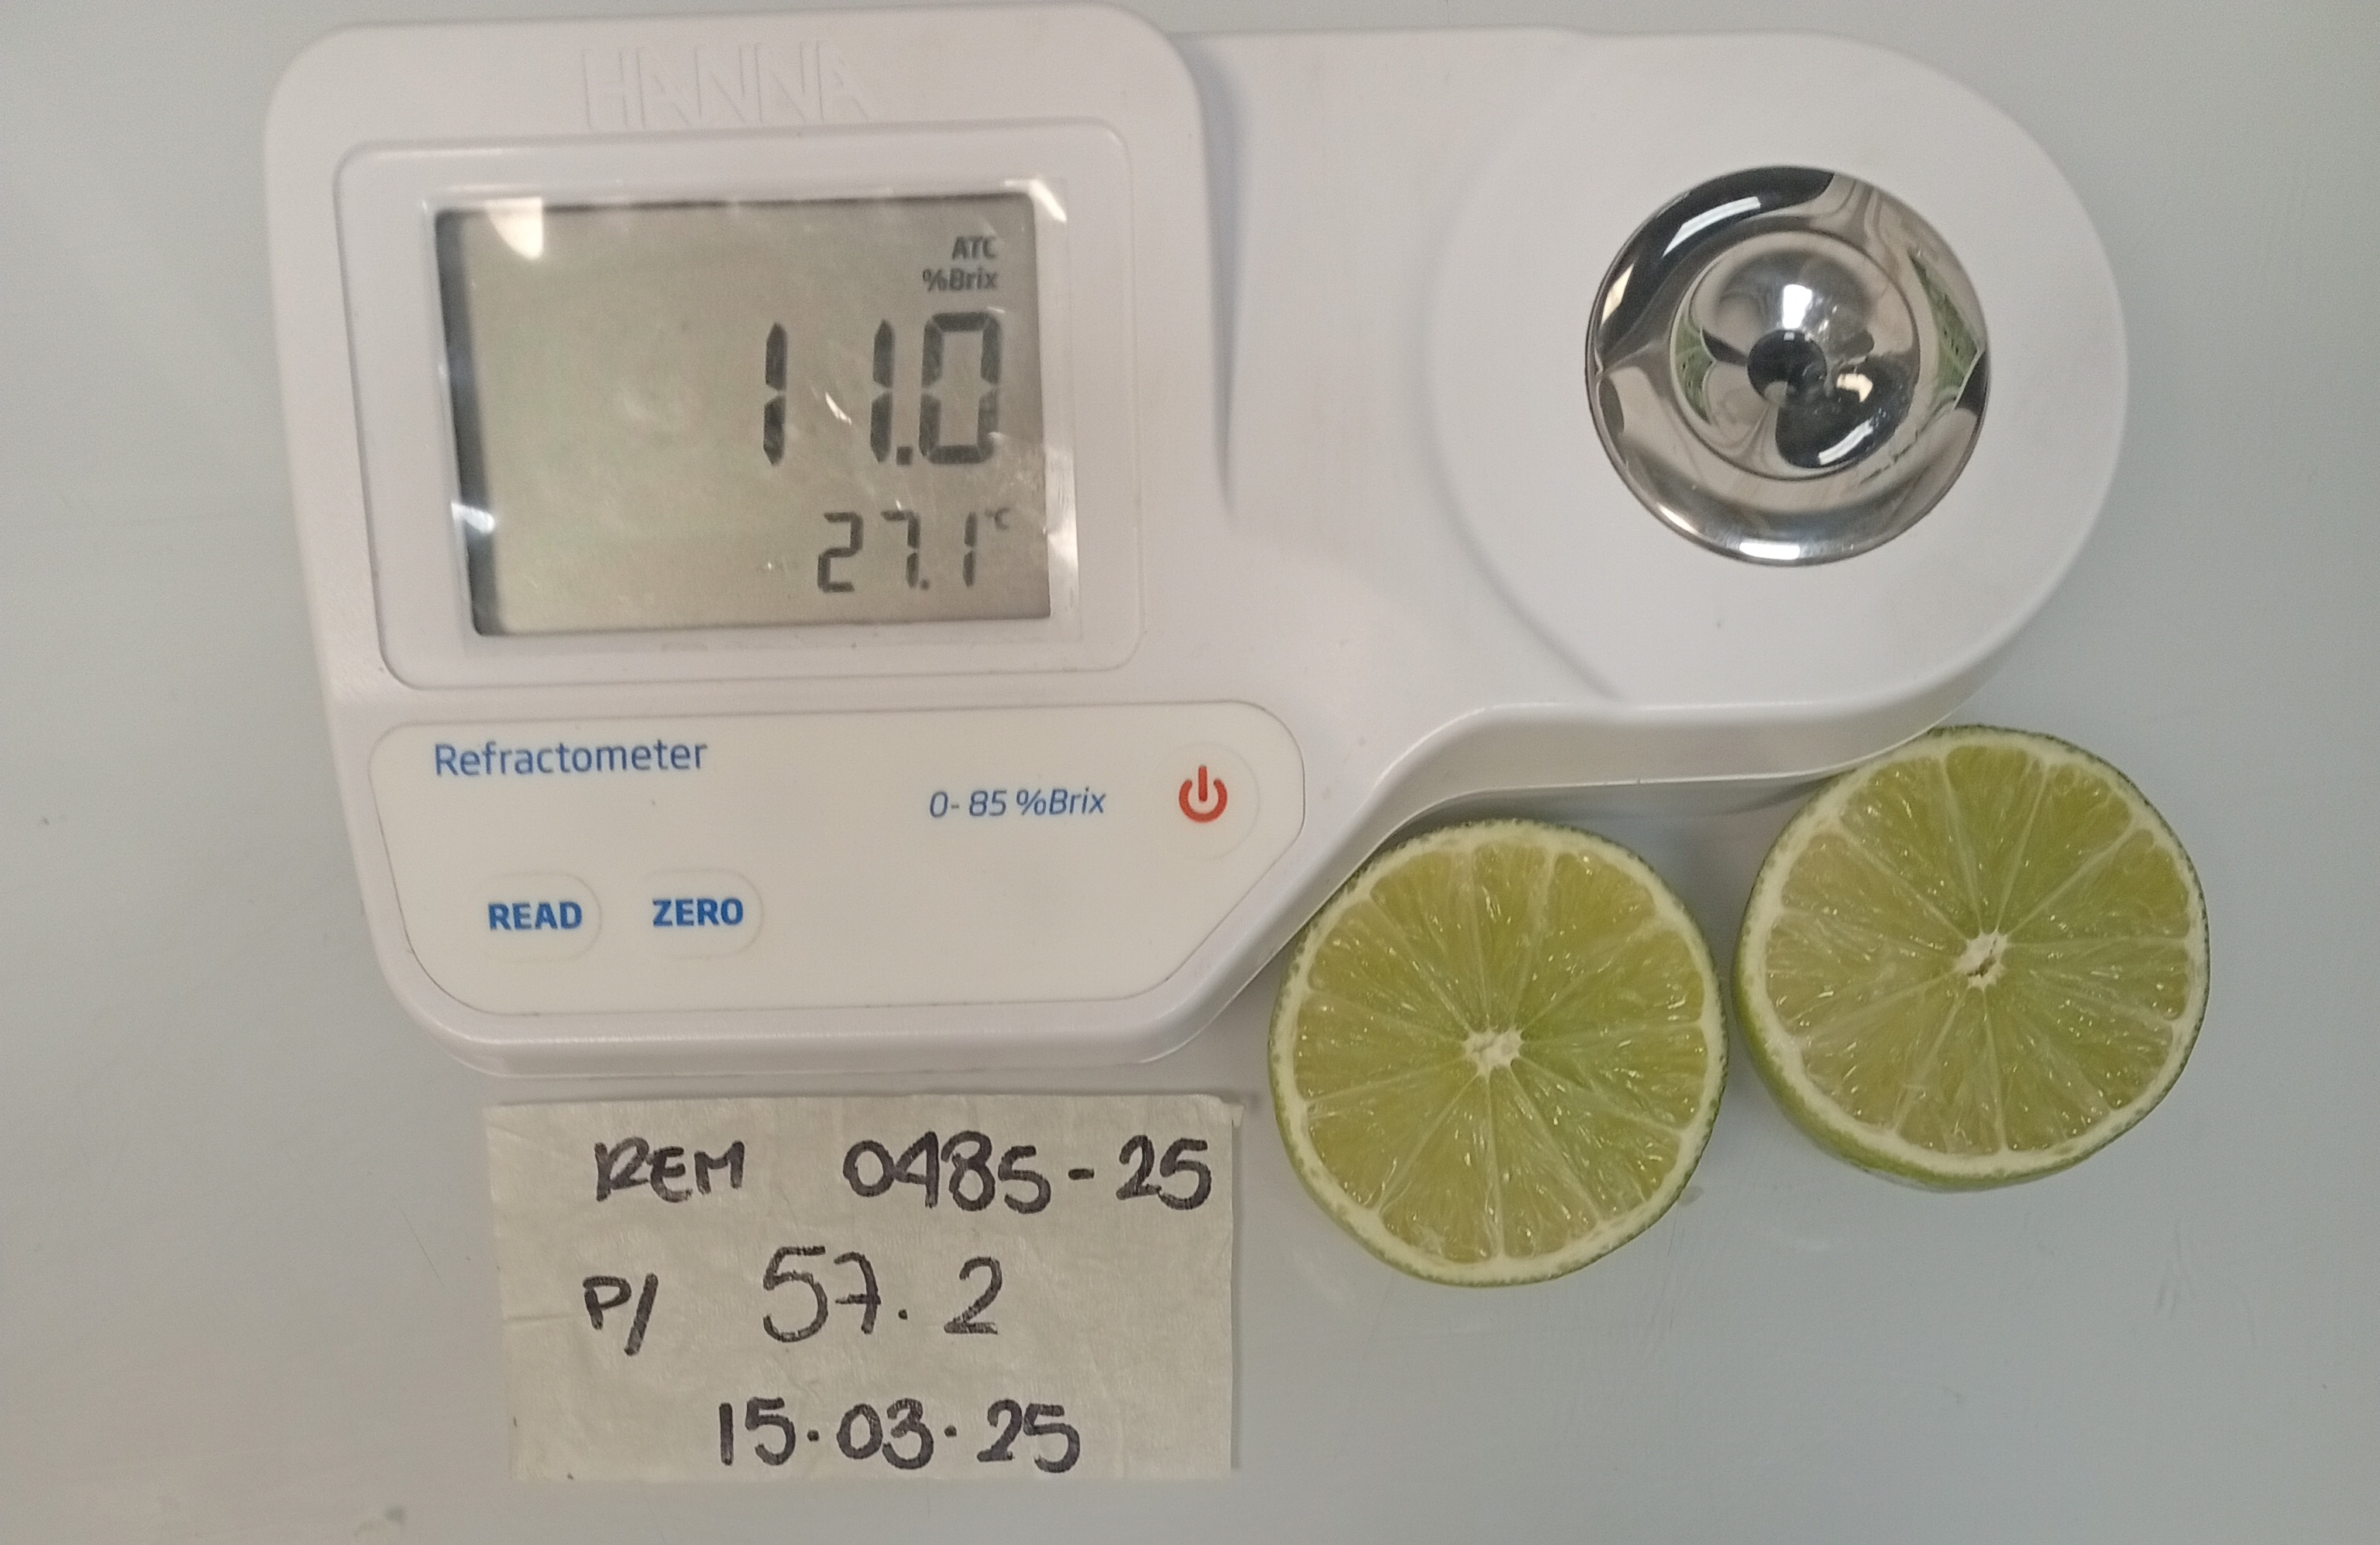 HANNA
ATC
%Brix
11.0
27.1°C
Refractometer
0-85 %Brix
READ ZERO
REM 0485-25
P/ 57.2
15.03.25